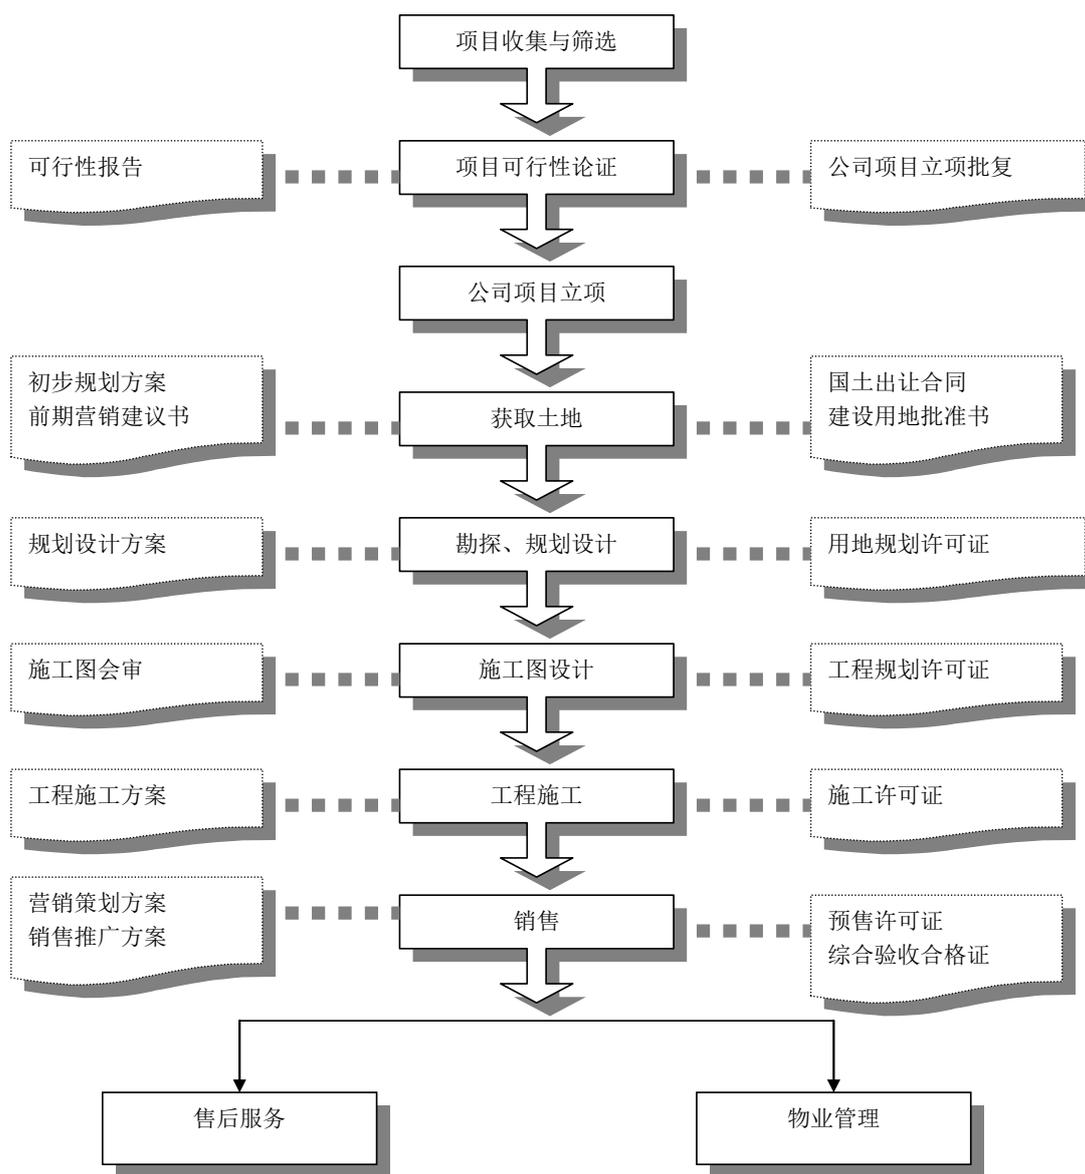 项目收集与筛选
可行性报告
项目可行性论证
公司项目立项批复
公司项目立项
初步规划方案
前期营销建议书
获取土地
国土出让合同
建设用地批准书
规划设计方案
勘探、规划设计
用地规划许可证
施工图会审
施工图设计
工程规划许可证
工程施工方案
工程施工
施工许可证
营销策划方案
销售推广方案
销售
预售许可证
综合验收合格证
售后服务
物业管理